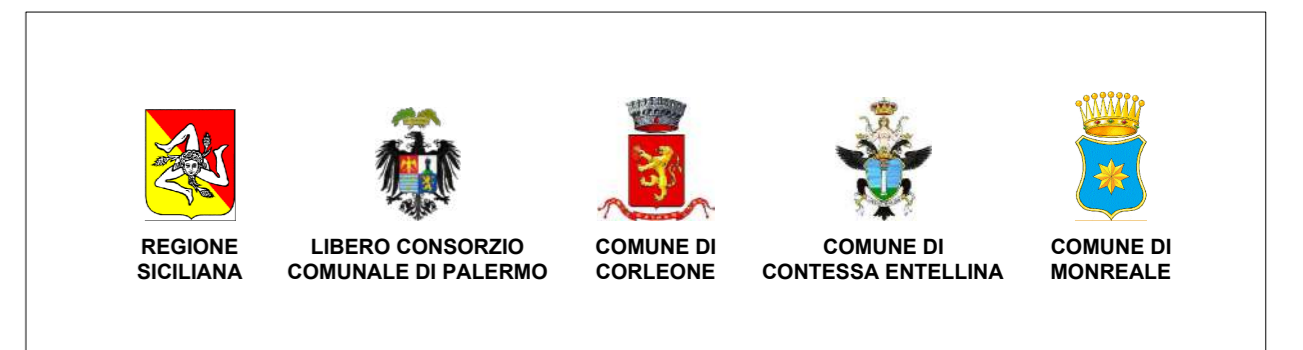 REGIONE
SICILIANA
LIBERO CONSORZIO
COMUNALE DI PALERMO
COMUNE DI
CORLEONE
COMUNE DI
CONTESSA ENTELLINA
COMUNE DI
MONREALE